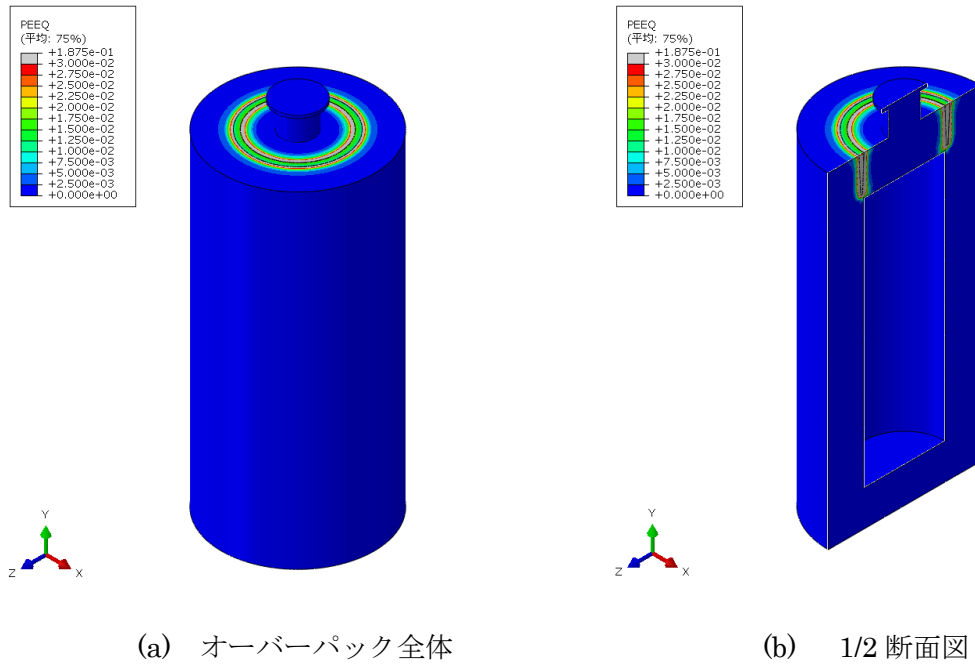 PEEQ
(平均: 75%)
+1.875e-01
+3.000e-02
+2.750e-02
+2.500e-02
+2.250e-02
+2.000e-02
+1.750e-02
+1.500e-02
+1.250e-02
+1.000e-02
+7.500e-03
+5.000e-03
+2.500e-03
+0.000e+00
Y
Z
X
(a) オーバーパック全体
PEEQ
(平均: 75%)
+1.875e-01
+3.000e-02
+2.750e-02
+2.500e-02
+2.250e-02
+2.000e-02
+1.750e-02
+1.500e-02
+1.250e-02
+1.000e-02
+7.500e-03
+5.000e-03
+2.500e-03
+0.000e+00
Y
Z
X
(b) 1/2 断面図